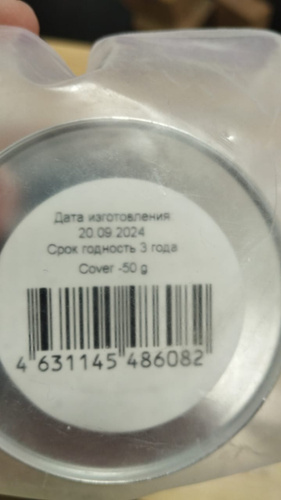 Дата изготовления
20.09.2024
Срок годность 3 года
Cover -50 g
4 631145 486082